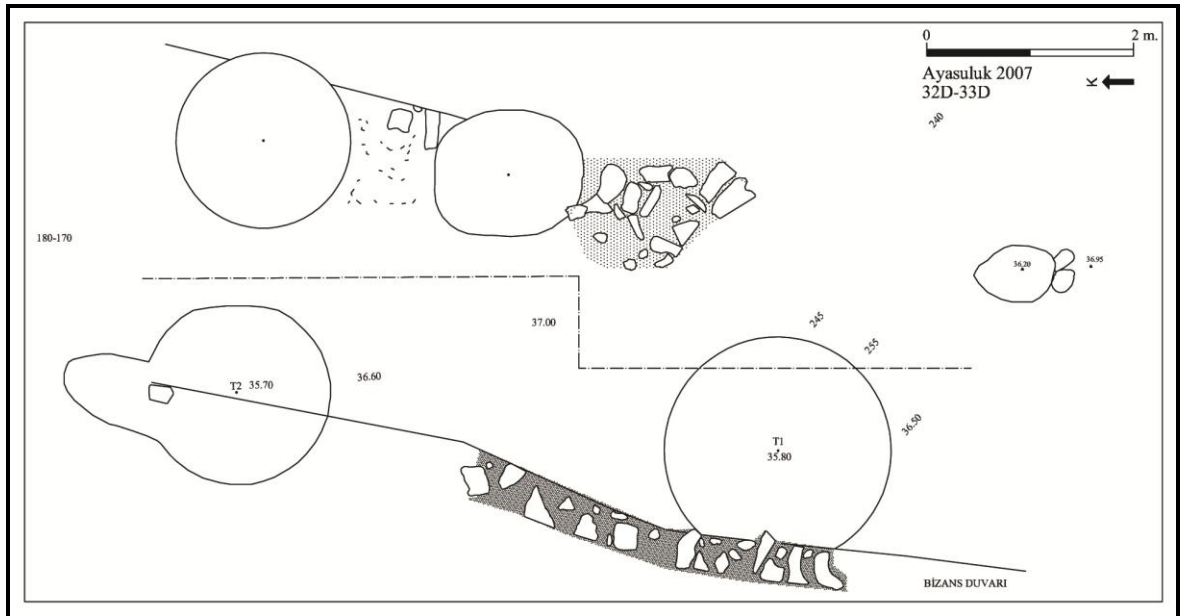 0 2 m.
Ayasuluk 2007
32D-33D
K
240
180-170
36.20
36.95
37.00
245
255
T2 35.70
36.60
36.50
T1
35.80
BİZANS DUVARI